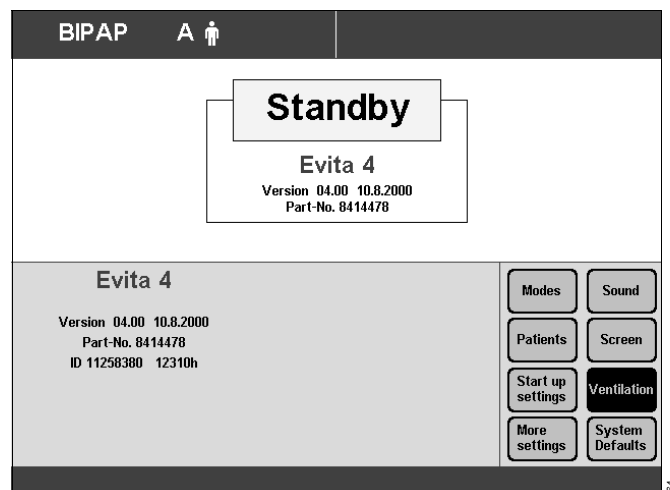 BIPAP A
Standby
Evita 4
Version 04.00 10.8.2000
Part-No. 8414478
Evita 4
Version 04.00 10.8.2000
Part-No. 8414478
ID 11258380 12310h
Modes
Sound
Patients
Screen
Start up
settings
Ventilation
More
settings
System
Defaults